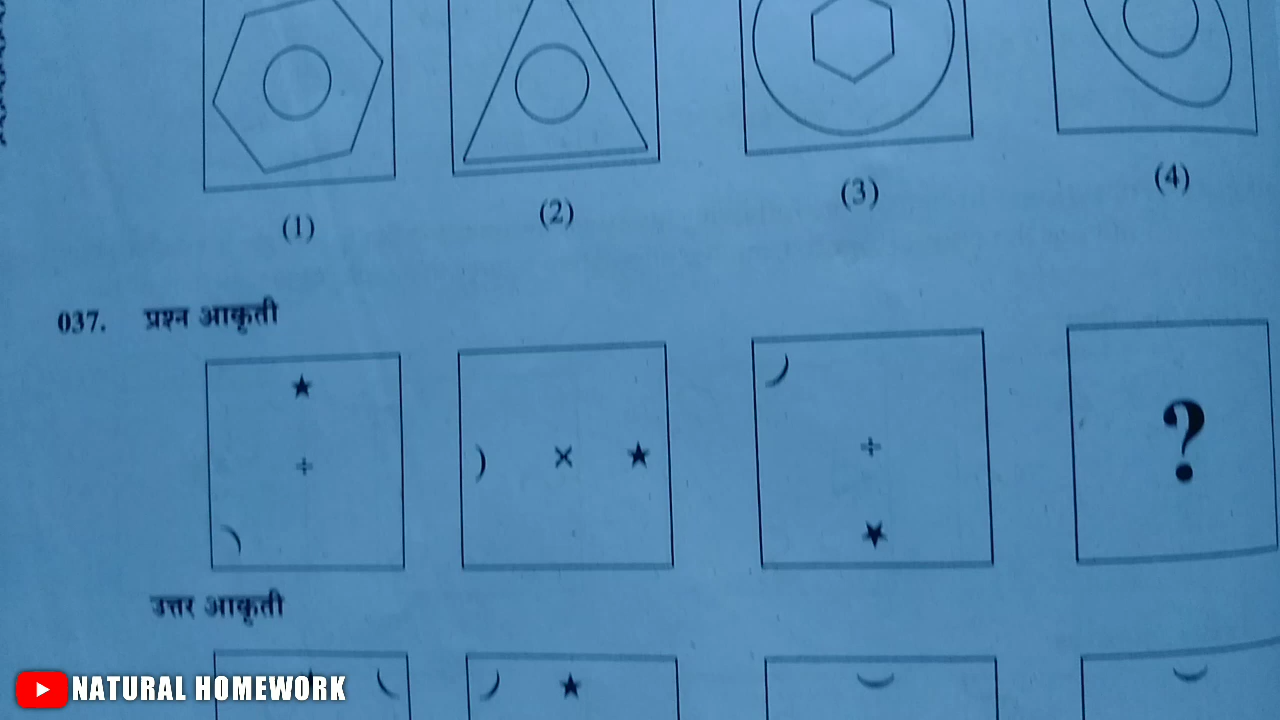 (1) (2) (3) (4)
037. प्रश्न आकृती
÷ × ÷ ?
उत्तर आकृती
NATURAL HOMEWORK